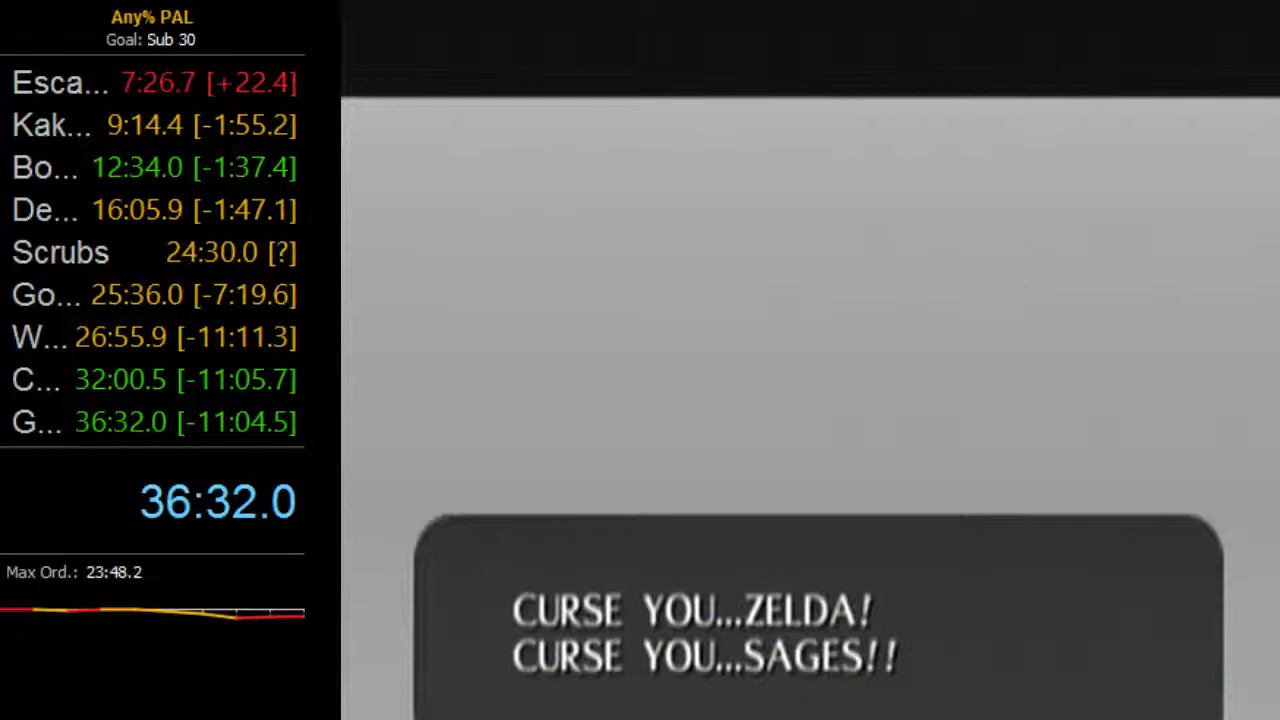 Any% PAL
Goal: Sub 30
Esca... 7:26.7 [+22.4]
Kak... 9:14.4 [-1:55.2]
Bo... 12:34.0 [-1:37.4]
De... 16:05.9 [-1:47.1]
Scrubs 24:30.0 [?]
Go... 25:36.0 [-7:19.6]
W... 26:55.9 [-11:11.3]
C... 32:00.5 [-11:05.7]
G... 36:32.0 [-11:04.5]
36:32.0
Max Ord.: 23:48.2
CURSE YOU...ZELDA!
CURSE YOU...SAGES!!